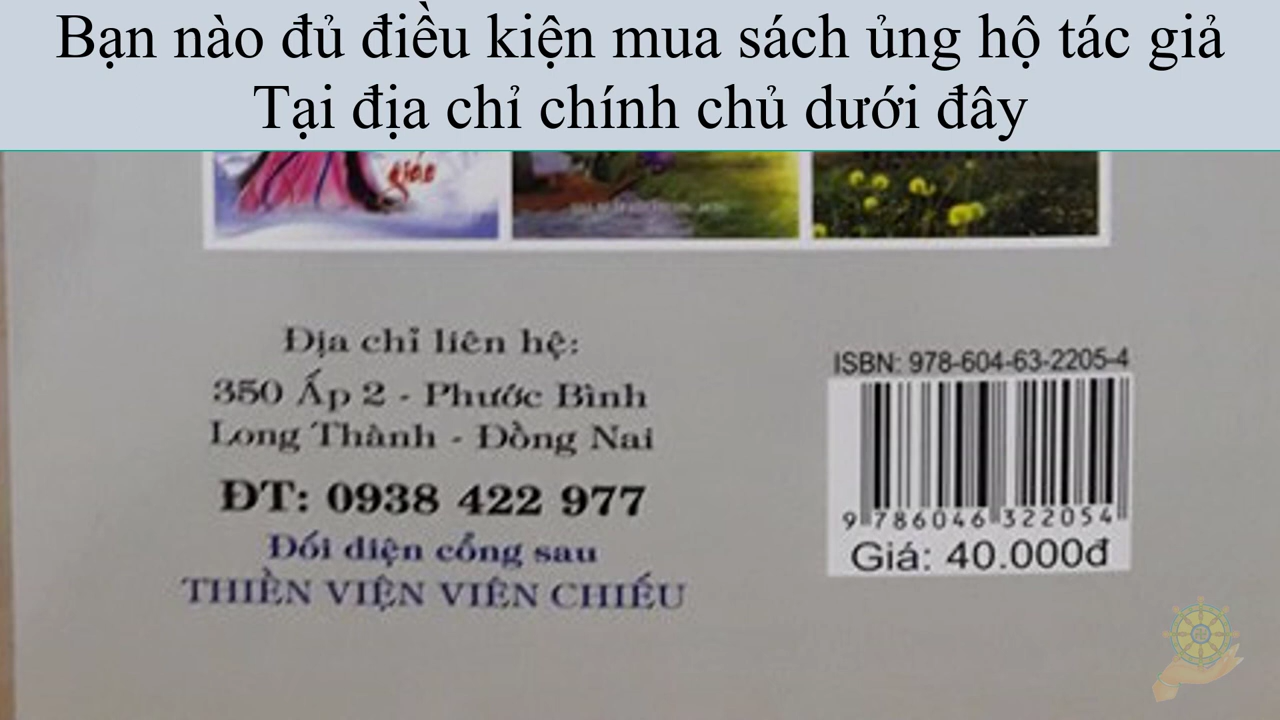 Bạn nào đủ điều kiện mua sách ủng hộ tác giả
Tại địa chỉ chính chủ dưới đây
giác
Địa chỉ liên hệ:
350 Ấp 2 - Phước Bình
Long Thành - Đồng Nai
ĐT: 0938 422 977
Đối diện cổng sau
THIỀN VIỆN VIÊN CHIẾU
ISBN: 978-604-63-2205-4
9 786046 322054
Giá: 40.000đ